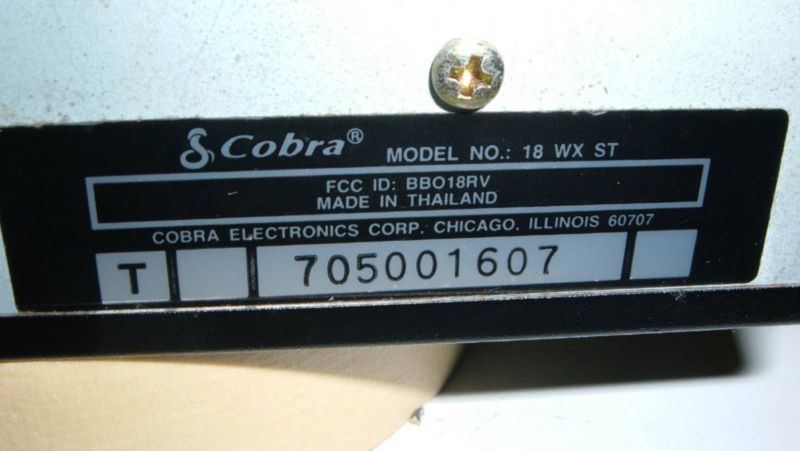 Cobra® MODEL NO.: 18 WX ST
FCC ID: BBO18RV
MADE IN THAILAND
COBRA ELECTRONICS CORP. CHICAGO, ILLINOIS 60707
T 705001607